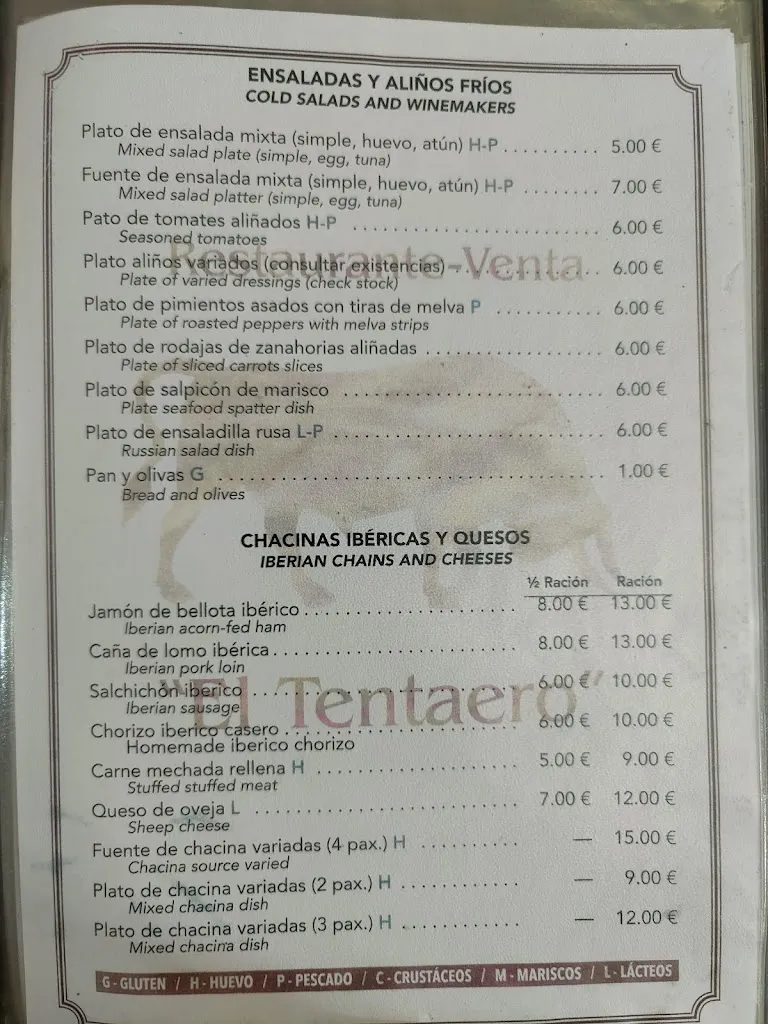 ENSALADAS Y ALIÑOS FRÍOS
COLD SALADS AND WINEMAKERS
Plato de ensalada mixta (simple, huevo, atún) H-P .......... 5.00 €
Mixed salad plate (simple, egg, tuna)
Fuente de ensalada mixta (simple, huevo, atún) H-P ........ 7.00 €
Mixed salad platter (simple, egg, tuna)
Pato de tomates aliñados H-P .......................... 6.00 €
Seasoned tomatoes
Restaurante-Venta
Plato aliños variados (consultar existencias) ................ 6.00 €
Plate of varied dressings (check stock)
Plato de pimientos asados con tiras de melva P ........... 6.00 €
Plate of roasted peppers with melva strips
Plato de rodajas de zanahorias aliñadas .................. 6.00 €
Plate of sliced carrots slices
Plato de salpicón de marisco .......................... 6.00 €
Plate seafood spatter dish
Plato de ensaladilla rusa L-P ........................... 6.00 €
Russian salad dish
Pan y olivas G ....................................... 1.00 €
Bread and olives
CHACINAS IBÉRICAS Y QUESOS
IBERIAN CHAINS AND CHEESES
½ Ración Ración
Jamón de bellota ibérico ...................... 8.00 € 13.00 €
Iberian acorn-fed ham
Caña de lomo ibérica ......................... 8.00 € 13.00 €
Iberian pork loin
Salchichón iberico ........................... 6.00 € 10.00 €
Iberian sausage
"El Tentaero"
Chorizo iberico casero ........................ 6.00 € 10.00 €
Homemade iberico chorizo
Carne mechada rellena H ..................... 5.00 € 9.00 €
Stuffed stuffed meat
Queso de oveja L ........................... 7.00 € 12.00 €
Sheep cheese
Fuente de chacina variadas (4 pax.) H .......... — 15.00 €
Chacina source varied
Plato de chacina variadas (2 pax.) H ............ — 9.00 €
Mixed chacina dish
Plato de chacina variadas (3 pax.) H ............ — 12.00 €
Mixed chacina dish
G - GLUTEN / H - HUEVO / P - PESCADO / C - CRUSTÁCEOS / M - MARISCOS / L - LÁCTEOS